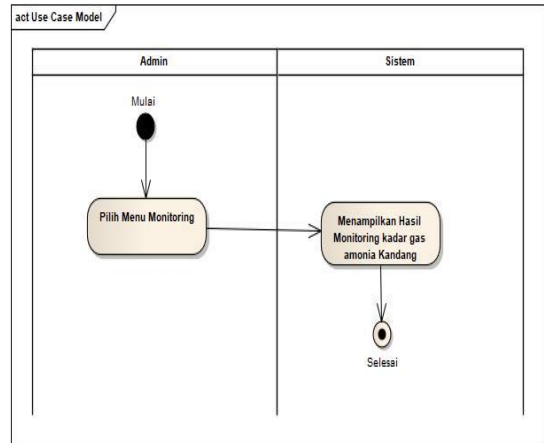 act Use Case Model
Admin
Sistem
Mulai
Pilih Menu Monitoring
Menampilkan Hasil
Monitoring kadar gas
amonia Kandang
Selesai